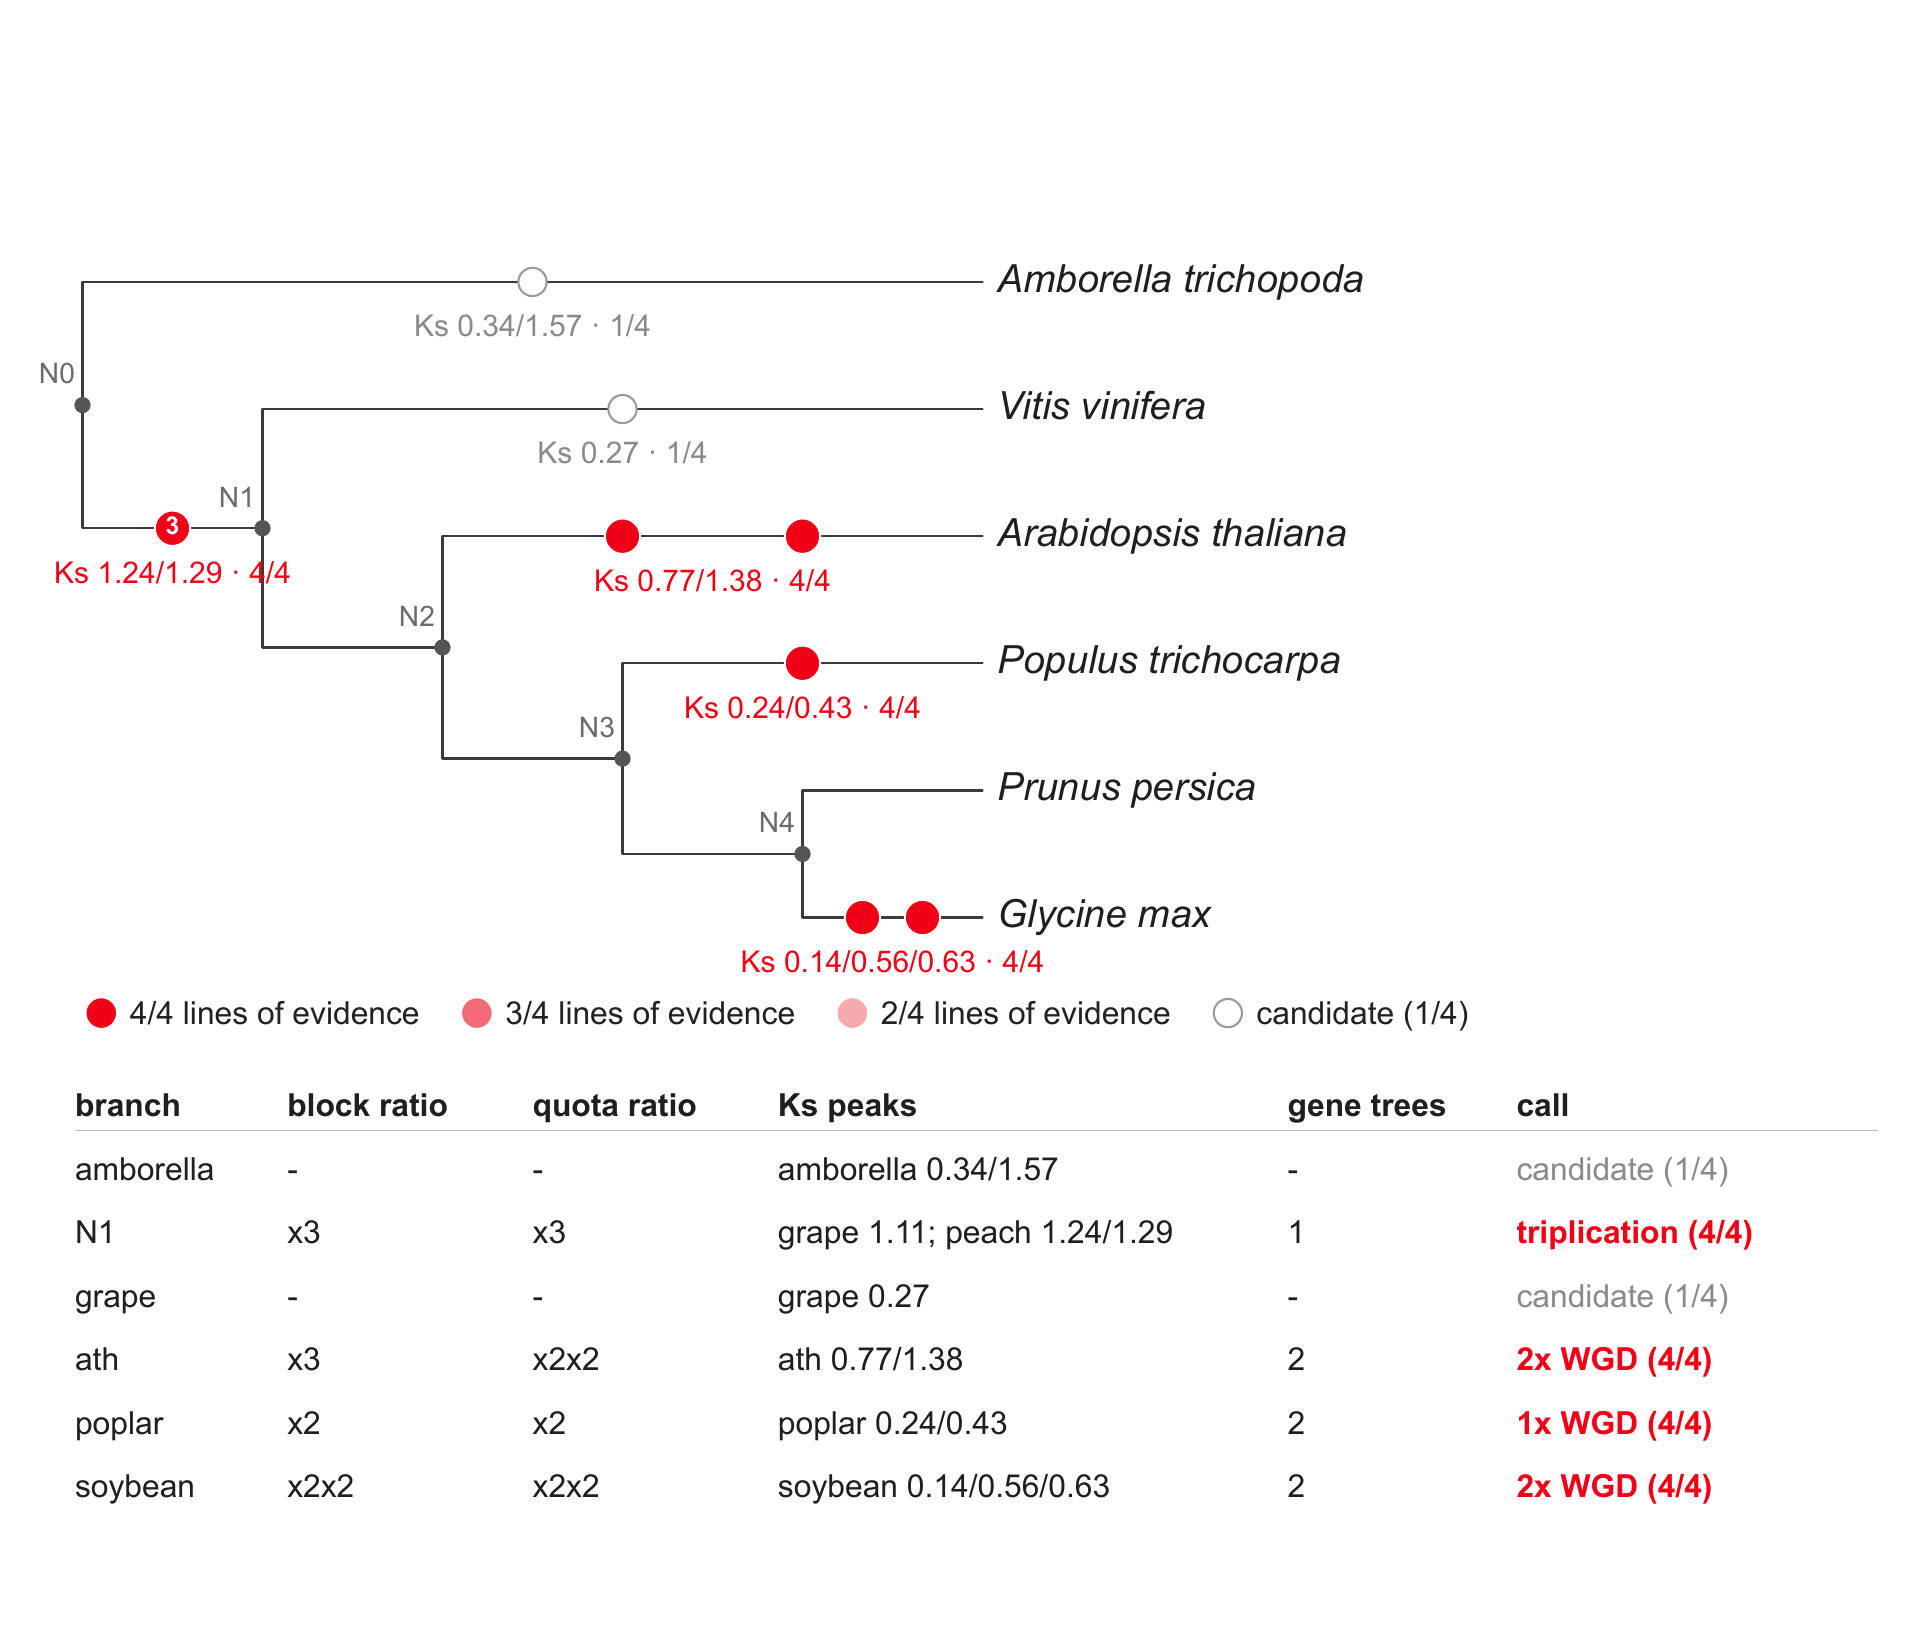 Amborella trichopoda
Ks 0.34/1.57 · 1/4
N0
Vitis vinifera
Ks 0.27 · 1/4
N1
3
Ks 1.24/1.29 · 4/4
Arabidopsis thaliana
Ks 0.77/1.38 · 4/4
N2
Populus trichocarpa
Ks 0.24/0.43 · 4/4
N3
Prunus persica
N4
Glycine max
Ks 0.14/0.56/0.63 · 4/4
4/4 lines of evidence 3/4 lines of evidence 2/4 lines of evidence candidate (1/4)
branch block ratio quota ratio Ks peaks gene trees call
amborella - - amborella 0.34/1.57 - candidate (1/4)
N1 x3 x3 grape 1.11; peach 1.24/1.29 1 triplication (4/4)
grape - - grape 0.27 - candidate (1/4)
ath x3 x2x2 ath 0.77/1.38 2 2x WGD (4/4)
poplar x2 x2 poplar 0.24/0.43 2 1x WGD (4/4)
soybean x2x2 x2x2 soybean 0.14/0.56/0.63 2 2x WGD (4/4)